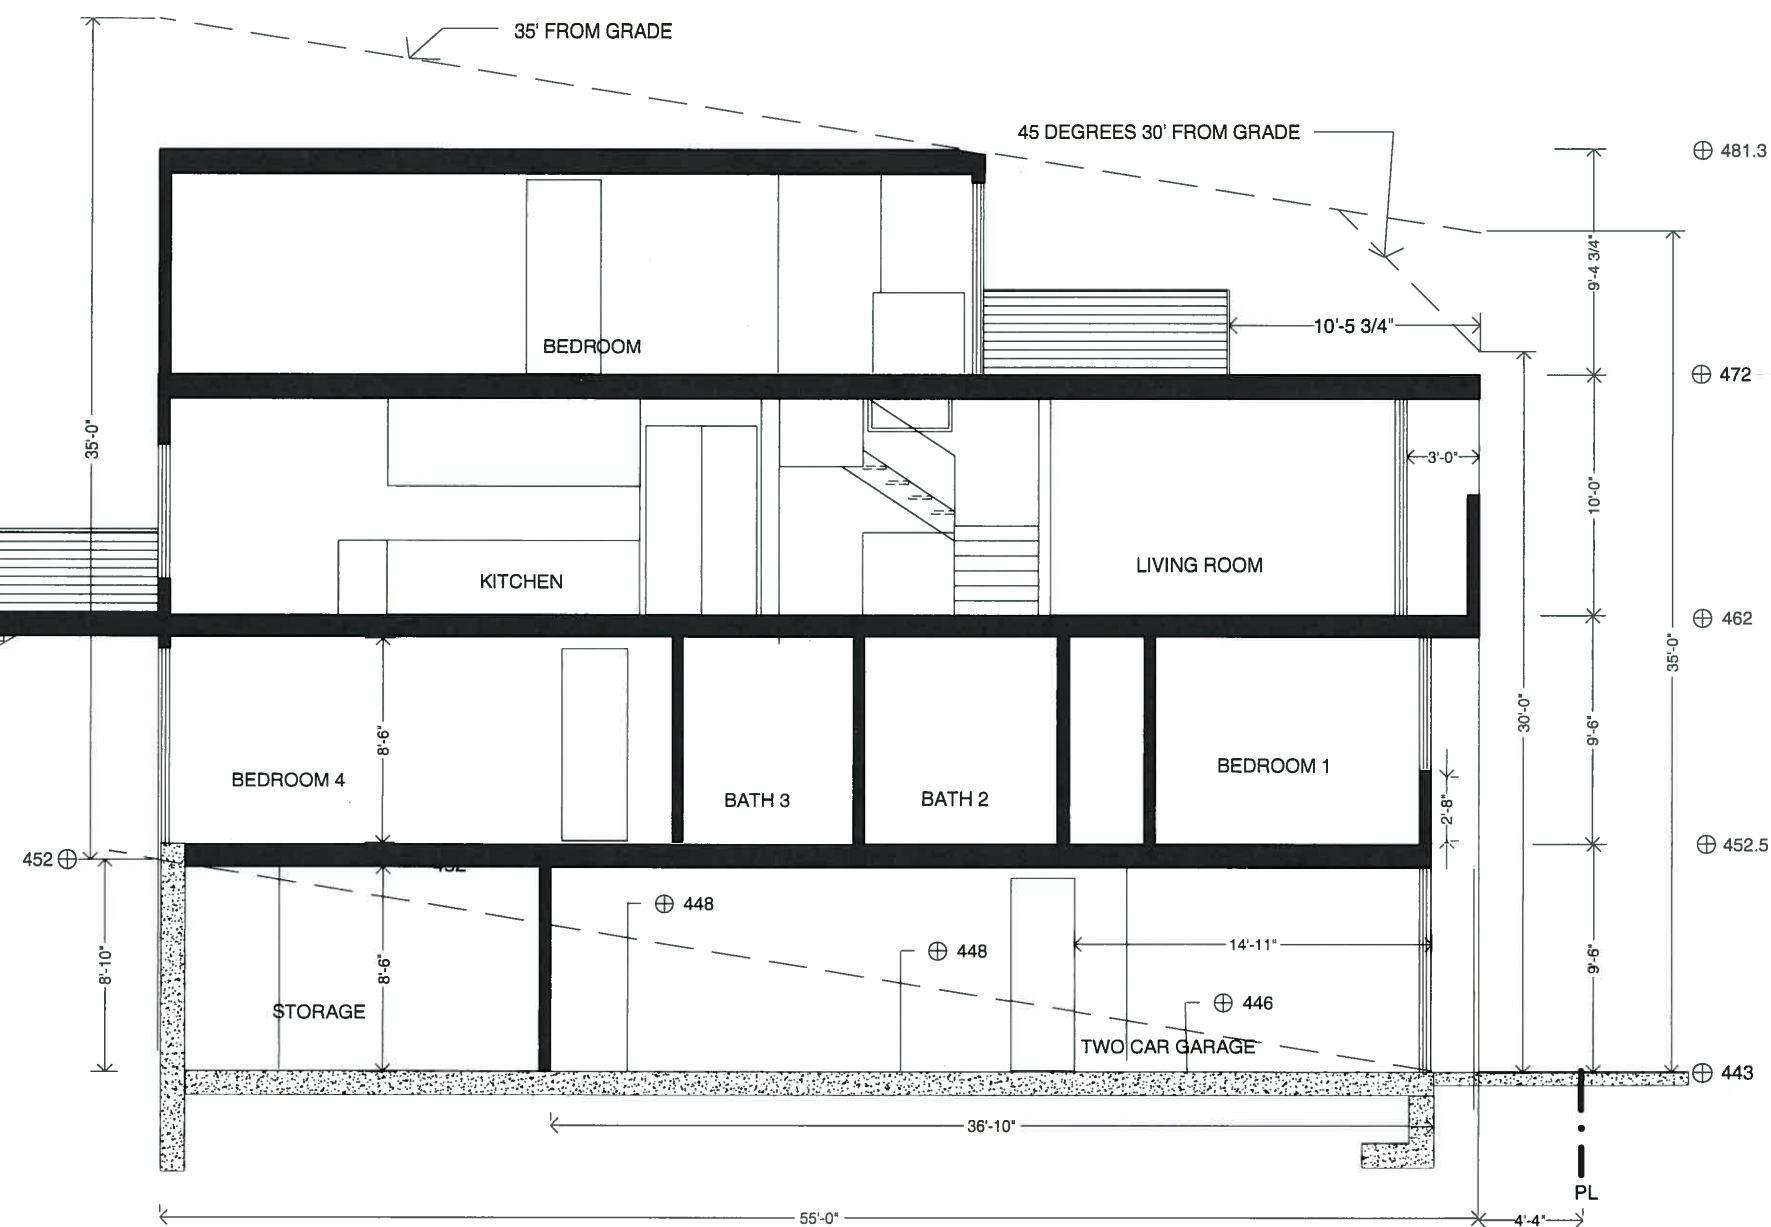 35' FROM GRADE
45 DEGREES 30' FROM GRADE
481.3
9'-4 3/4"
10'-5 3/4"
BEDROOM
472
35'-0"
3'-0"
10'-0"
KITCHEN
LIVING ROOM
462
35'-0"
30'-0"
8'-6"
9'-6"
BEDROOM 4
BEDROOM 1
BATH 3
BATH 2
2'-8"
452
452.5
448
448
14'-11"
8'-10"
8'-6"
9'-6"
446
STORAGE
TWO CAR GARAGE
443
36'-10"
PL
55'-0"
4'-4"